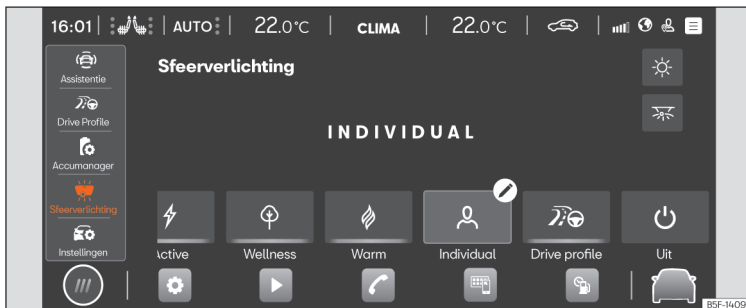 16:01 AUTO 22.0°C CLIMA 22.0°C
Assistentie
Drive Profile
Accumanager
Sfeerverlichting
Instellingen
Sfeerverlichting
INDIVIDUAL
Active Wellness Warm Individual Drive profile Uit
B5F-1409